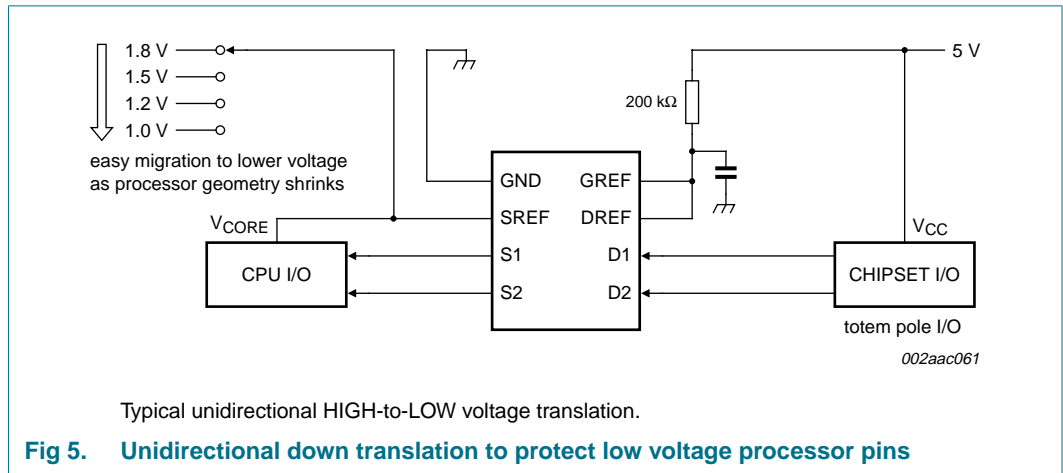 1.8 V
1.5 V
1.2 V
1.0 V
easy migration to lower voltage
as processor geometry shrinks
5 V
200 kΩ
GND
GREF
SREF
DREF
S1
D1
S2
D2
VCORE
CPU I/O
VCC
CHIPSET I/O
totem pole I/O
002aac061
Typical unidirectional HIGH-to-LOW voltage translation.
Fig 5. Unidirectional down translation to protect low voltage processor pins